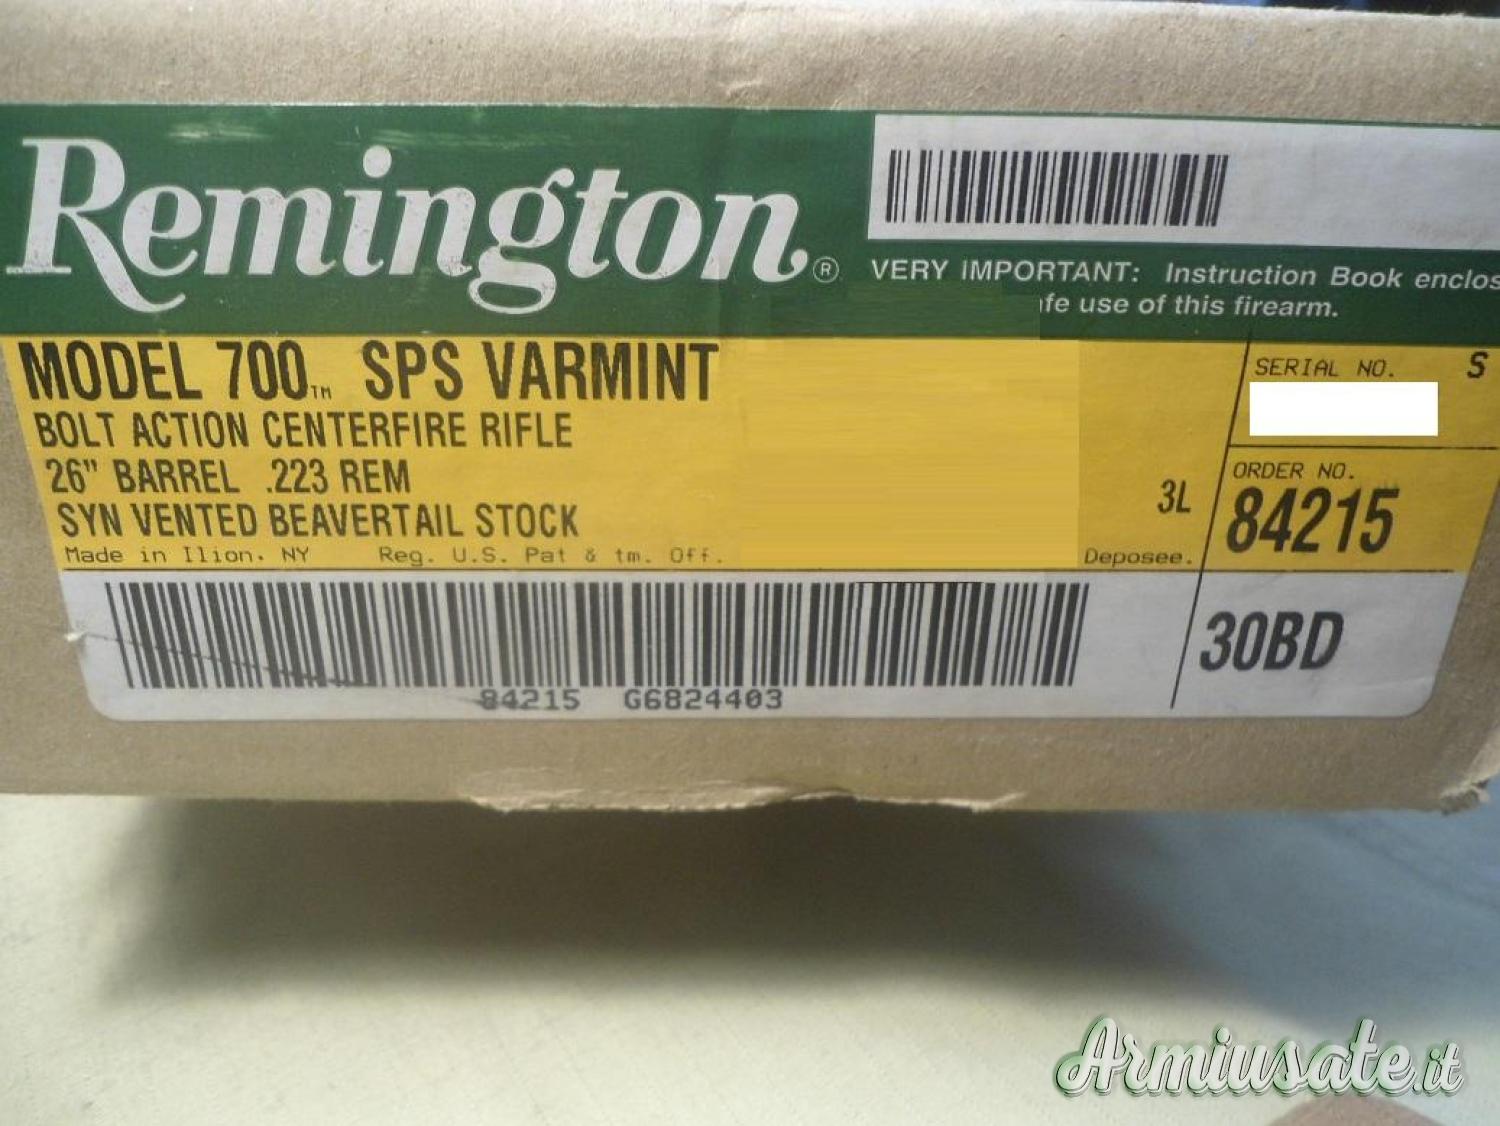 Remington®
VERY IMPORTANT: Instruction Book enclos
afe use of this firearm.
MODEL 700™ SPS VARMINT
BOLT ACTION CENTERFIRE RIFLE
26" BARREL .223 REM
SYN VENTED BEAVERTAIL STOCK
3L
Made in Ilion, NY Reg. U.S. Pat & tm. Off.
Deposee.
SERIAL NO. S
ORDER NO.
84215
30BD
84215 G6824403
Armiusate.it